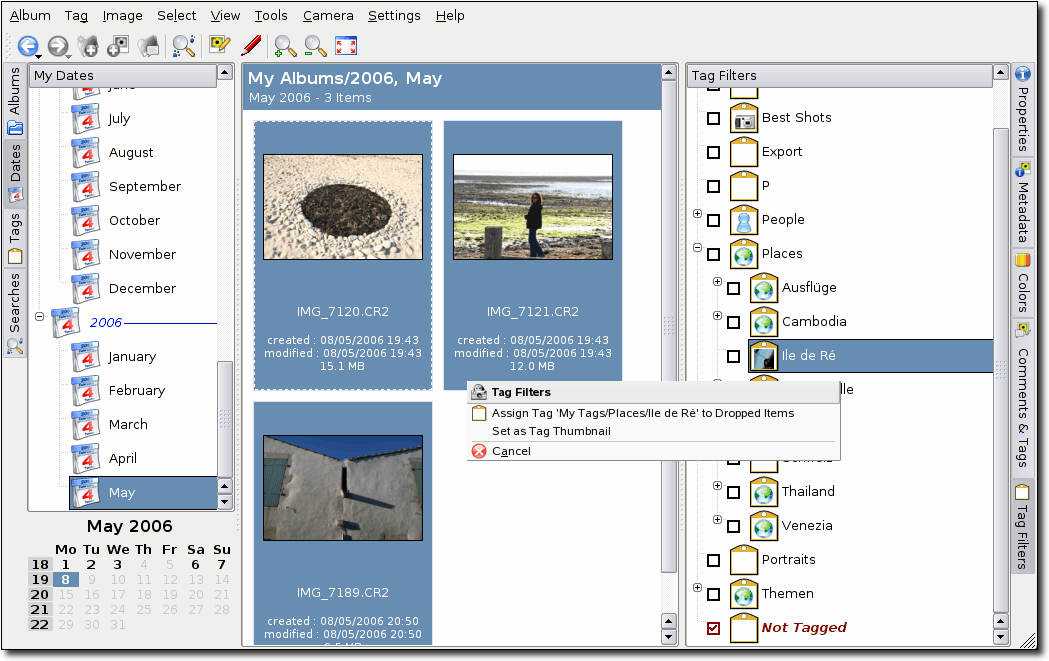 Album Tag Image Select View Tools Camera Settings Help
Albums
Dates
Tags
Searches
My Dates
July
August
September
October
November
December
2006
January
February
March
April
May
May 2006
Mo Tu We Th Fr Sa Su
18 1 2 3 4 5 6 7
19 8 9 10 11 12 13 14
20 15 16 17 18 19 20 21
21 22 23 24 25 26 27 28
22 29 30 31
My Albums/2006, May
May 2006 - 3 Items
IMG_7120.CR2
created : 08/05/2006 19:43
modified : 08/05/2006 19:43
15.1 MB
IMG_7121.CR2
created : 08/05/2006 19:43
modified : 08/05/2006 19:43
12.0 MB
IMG_7189.CR2
created : 08/05/2006 20:50
modified : 08/05/2006 20:50
Tag Filters
Assign Tag 'My Tags/Places/Ile de Ré' to Dropped Items
Set as Tag Thumbnail
Cancel
Tag Filters
Best Shots
Export
P
People
Places
Ausflüge
Cambodia
Ile de Ré
lle
Thailand
Venezia
Portraits
Themen
Not Tagged
Properties
Metadata
Colors
Comments & Tags
Tag Filters